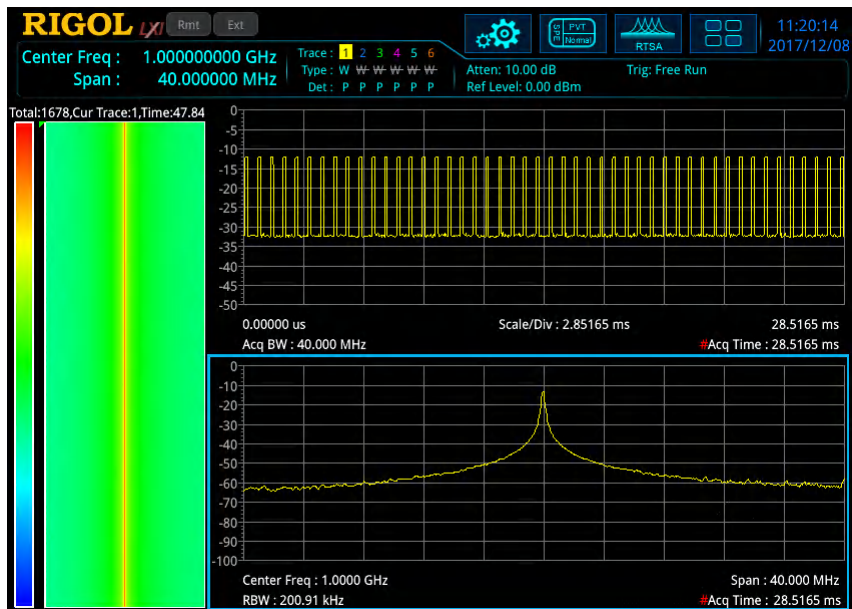 RIGOL LXI Rmt Ext
SPE PVT Normal
RTSA
11:20:14
2017/12/08
Center Freq : 1.000000000 GHz
Span : 40.000000 MHz
Trace : 1 2 3 4 5 6
Type : W W W W W W
Det : P P P P P P
Atten: 10.00 dB
Ref Level: 0.00 dBm
Trig: Free Run
Total:1678,Cur Trace:1,Time:47.84
0
-5
-10
-15
-20
-25
-30
-35
-40
-45
-50
0.00000 us Scale/Div : 2.85165 ms 28.5165 ms
Acq BW : 40.000 MHz #Acq Time : 28.5165 ms
0
-10
-20
-30
-40
-50
-60
-70
-80
-90
-100
Center Freq : 1.0000 GHz Span : 40.000 MHz
RBW : 200.91 kHz #Acq Time : 28.5165 ms